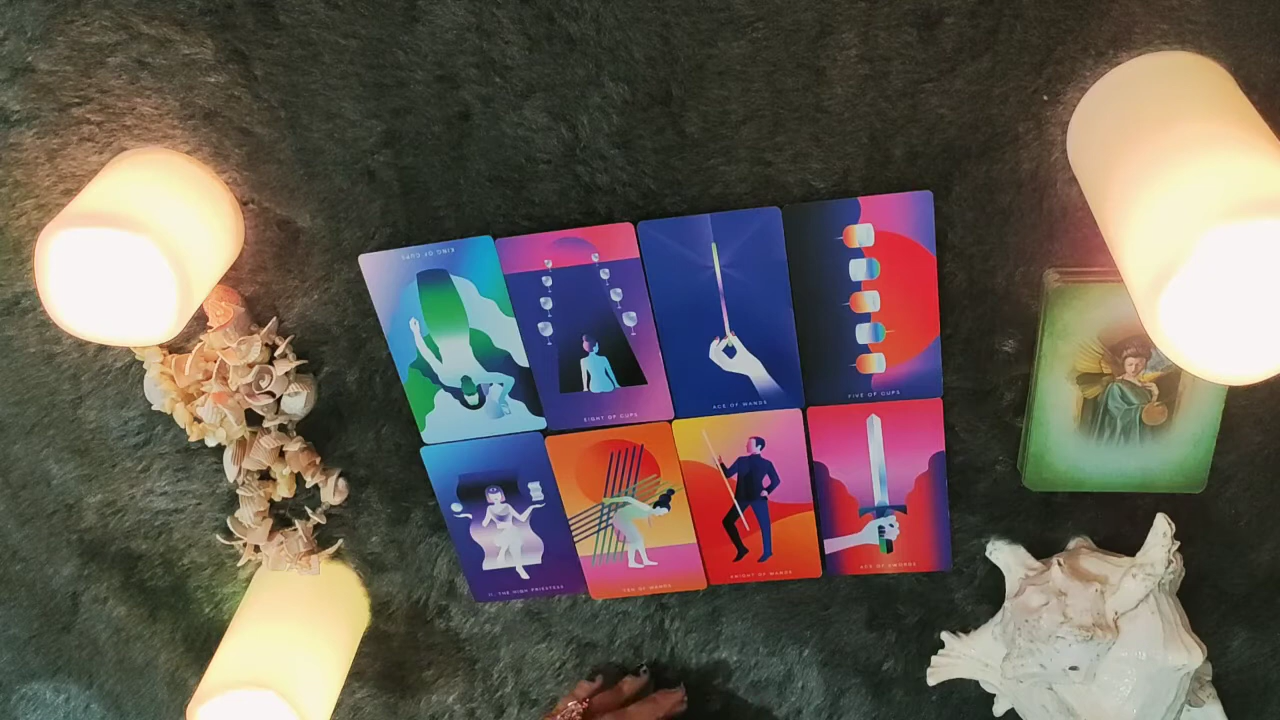 KING OF CUPS
EIGHT OF CUPS
ACE OF WANDS
FIVE OF CUPS
II. THE HIGH PRIESTESS
TEN OF WANDS
KNIGHT OF WANDS
ACE OF SWORDS